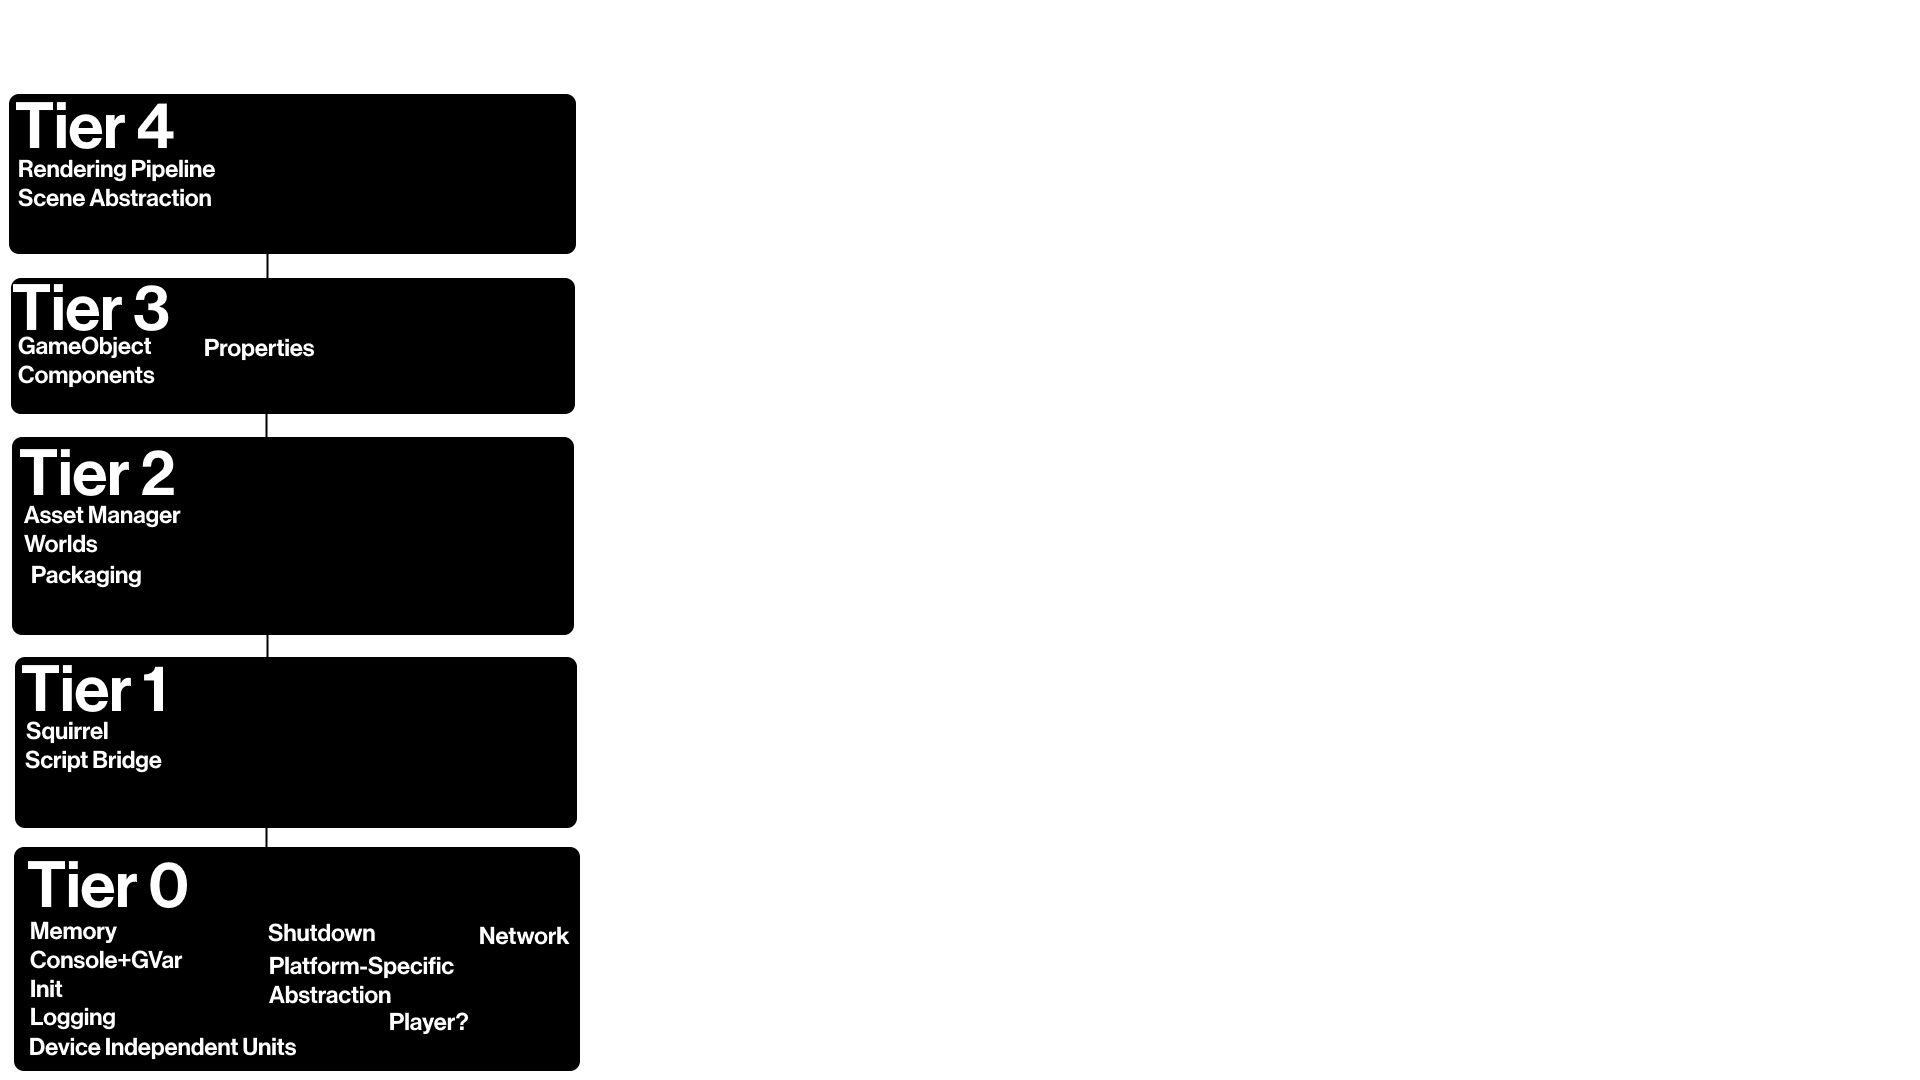 Tier 4
Rendering Pipeline
Scene Abstraction
Tier 3
GameObject
Components
Properties
Tier 2
Asset Manager
Worlds
Packaging
Tier 1
Squirrel
Script Bridge
Tier 0
Memory
Console+GVar
Init
Logging
Device Independent Units
Shutdown
Platform-Specific
Abstraction
Player?
Network